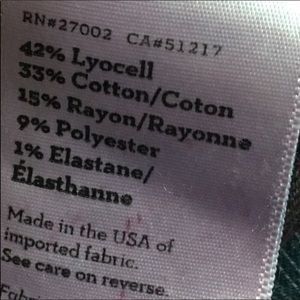 RN#27002 CA#51217
42% Lyocell
33% Cotton/Coton
15% Rayon/Rayonne
9% Polyester
1% Elastane/
Élasthanne
Made in the USA of
imported fabric.
See care on reverse.